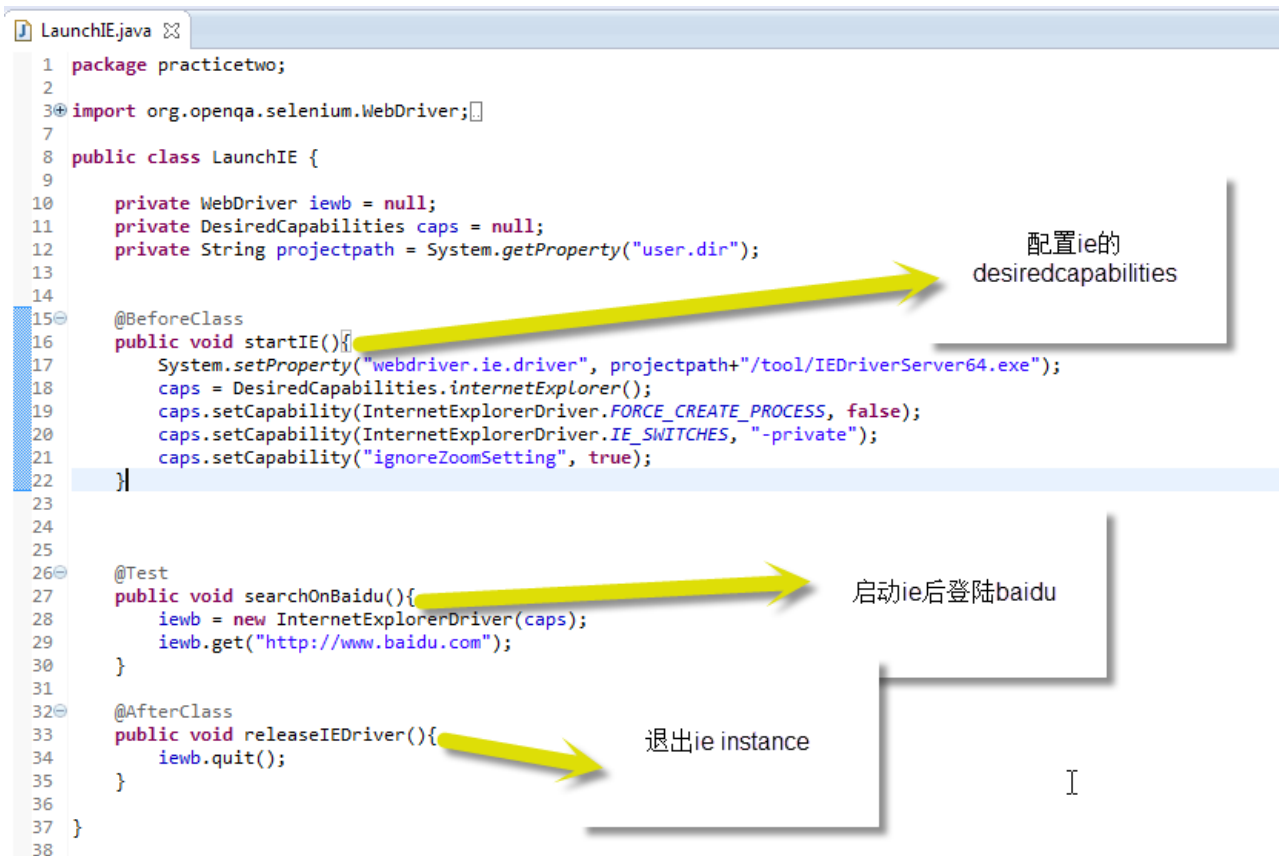 LaunchIE.java
1 package practicetwo;
2
3 import org.openqa.selenium.WebDriver;
7
8 public class LaunchIE {
9
10 private WebDriver iewb = null;
11 private DesiredCapabilities caps = null;
12 private String projectpath = System.getProperty("user.dir");
13
14
15 @BeforeClass
16 public void startIE(){
17 System.setProperty("webdriver.ie.driver", projectpath+"/tool/IEDriverServer64.exe");
18 caps = DesiredCapabilities.internetExplorer();
19 caps.setCapability(InternetExplorerDriver.FORCE_CREATE_PROCESS, false);
20 caps.setCapability(InternetExplorerDriver.IE_SWITCHES, "-private");
21 caps.setCapability("ignoreZoomSetting", true);
22 }
23
24
25
26 @Test
27 public void searchOnBaidu(){
28 iewb = new InternetExplorerDriver(caps);
29 iewb.get("http://www.baidu.com");
30 }
31
32 @AfterClass
33 public void releaseIEDriver(){
34 iewb.quit();
35 }
36
37 }
38
配置ie的
desiredcapabilities
启动ie后登陆baidu
退出ie instance